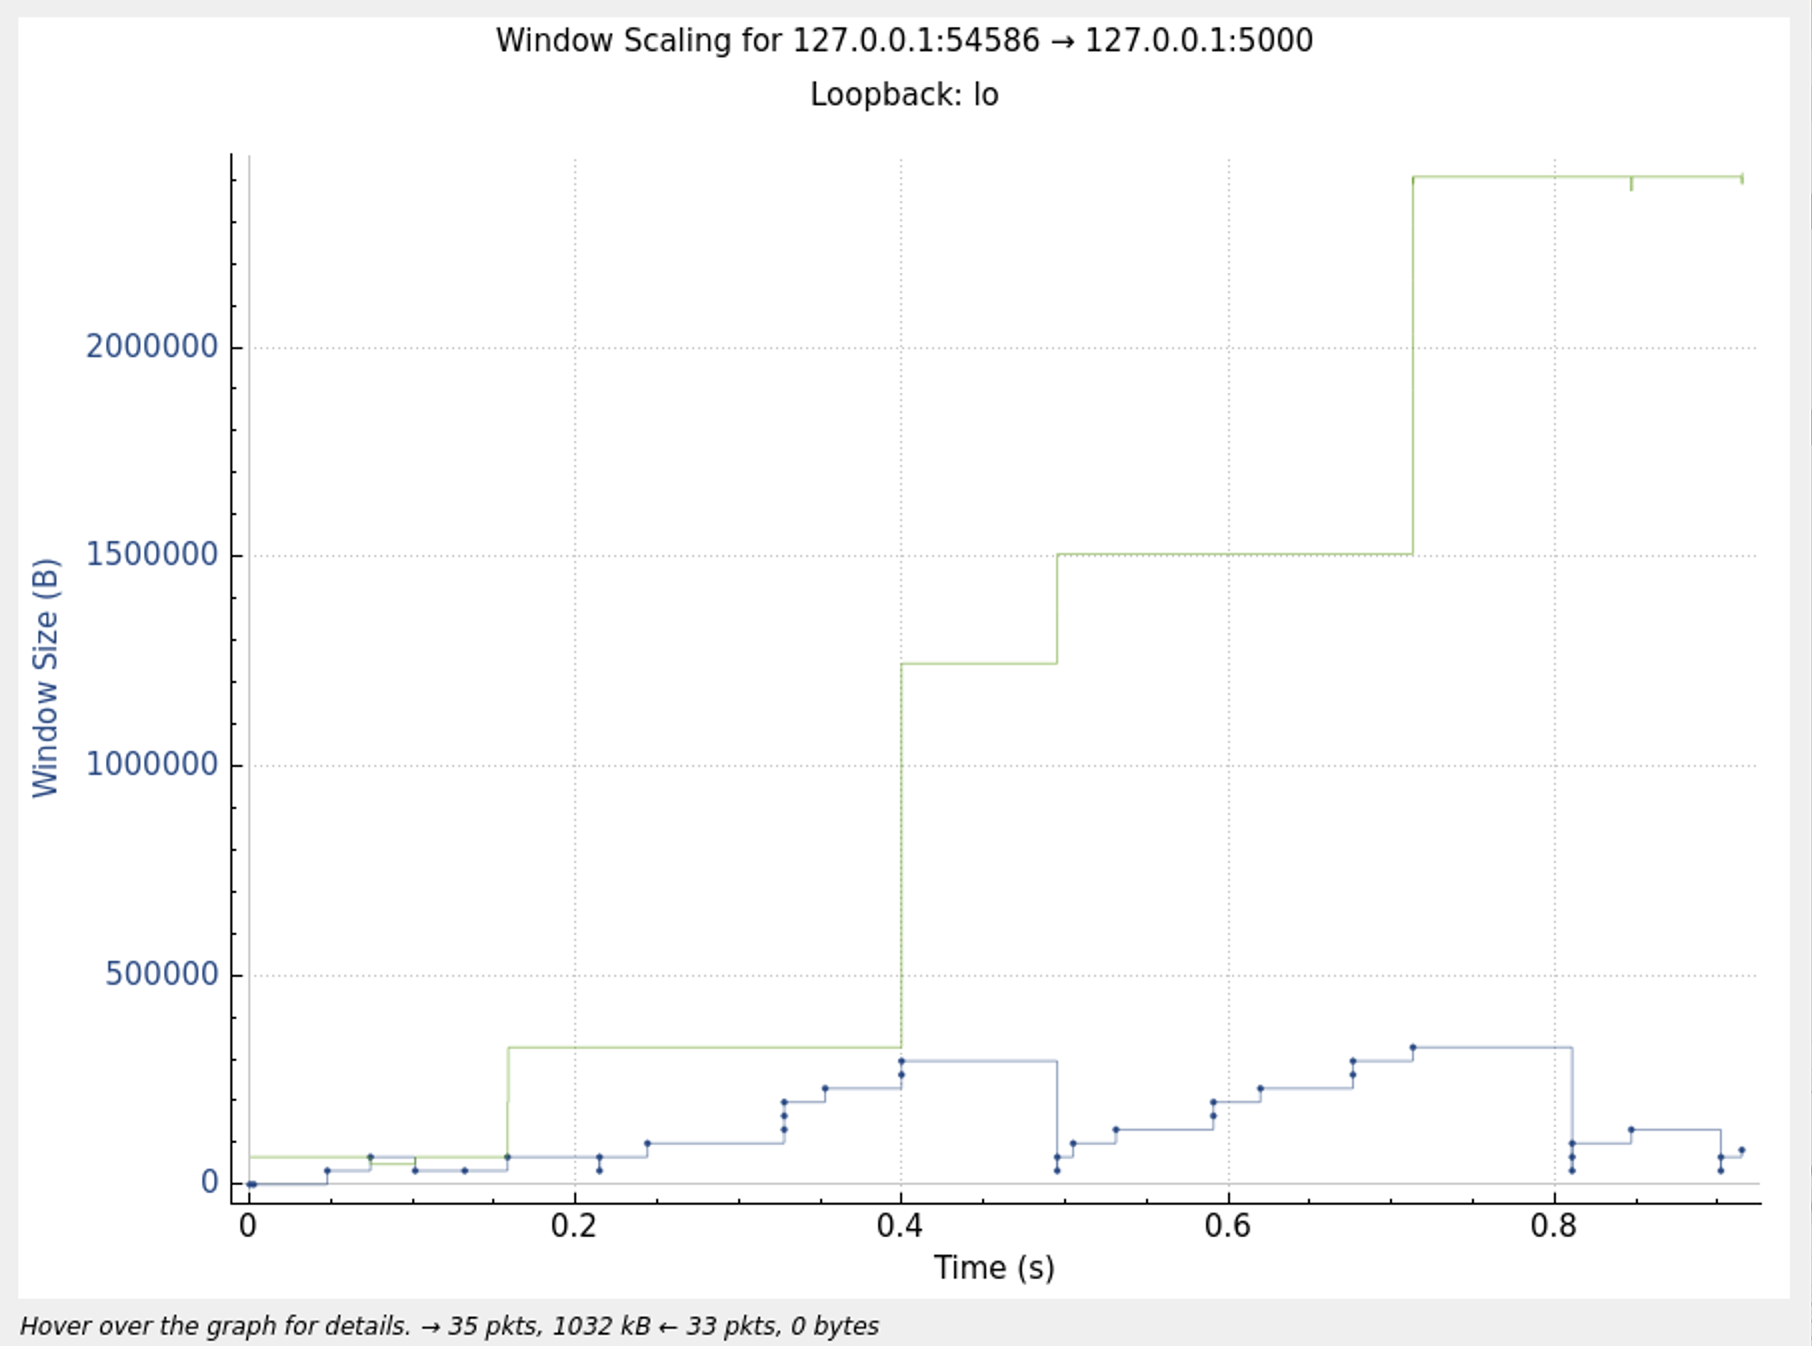 Window Scaling for 127.0.0.1:54586 → 127.0.0.1:5000
Loopback: lo
Window Size (B)
2000000
1500000
1000000
500000
0
0 0.2 0.4 0.6 0.8
Time (s)
Hover over the graph for details. → 35 pkts, 1032 kB ← 33 pkts, 0 bytes